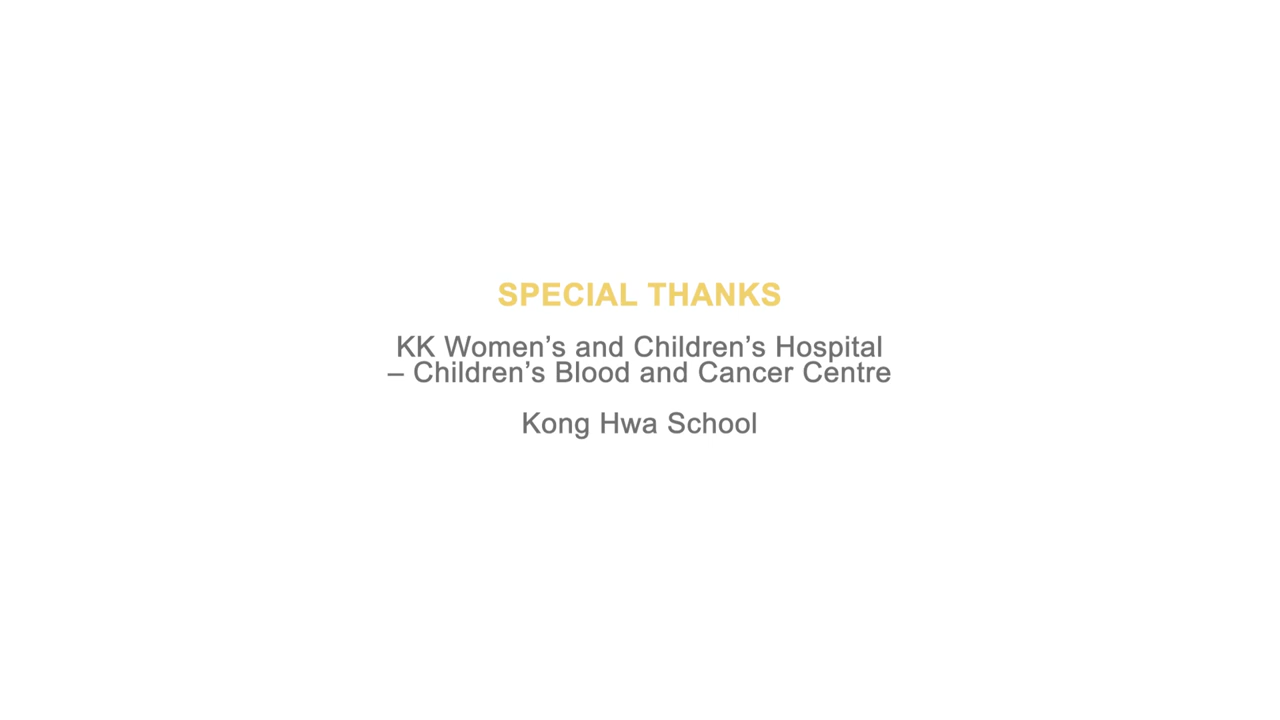 SPECIAL THANKS
KK Women’s and Children’s Hospital
– Children’s Blood and Cancer Centre
Kong Hwa School